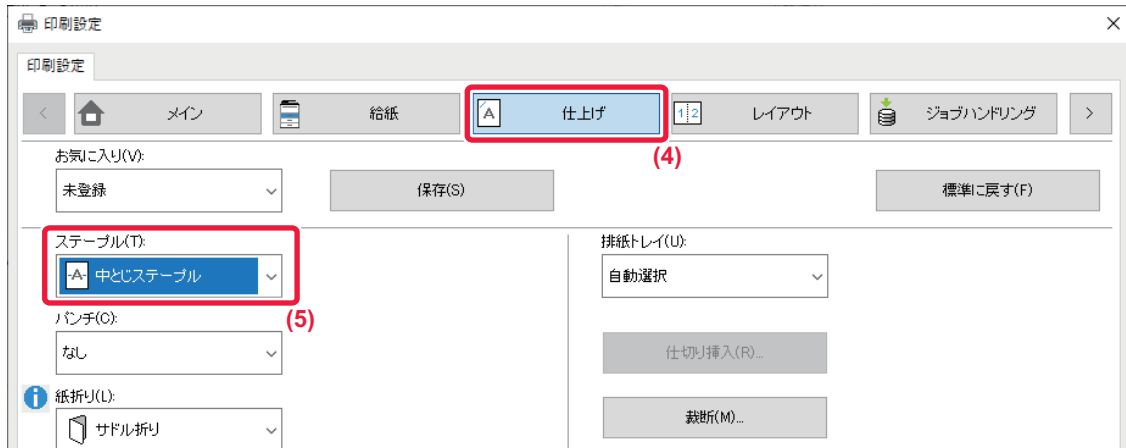 印刷設定
印刷設定
メイン
給紙
A 仕上げ
1 2 レイアウト
ジョブハンドリング
(4)
お気に入り(V):
未登録
保存(S)
標準に戻す(F)
ステープル(T):
-A- 中とじステープル
(5)
排紙トレイ(U):
自動選択
パンチ(C):
なし
仕切り挿入(R)...
紙折り(L):
サドル折り
裁断(M)...